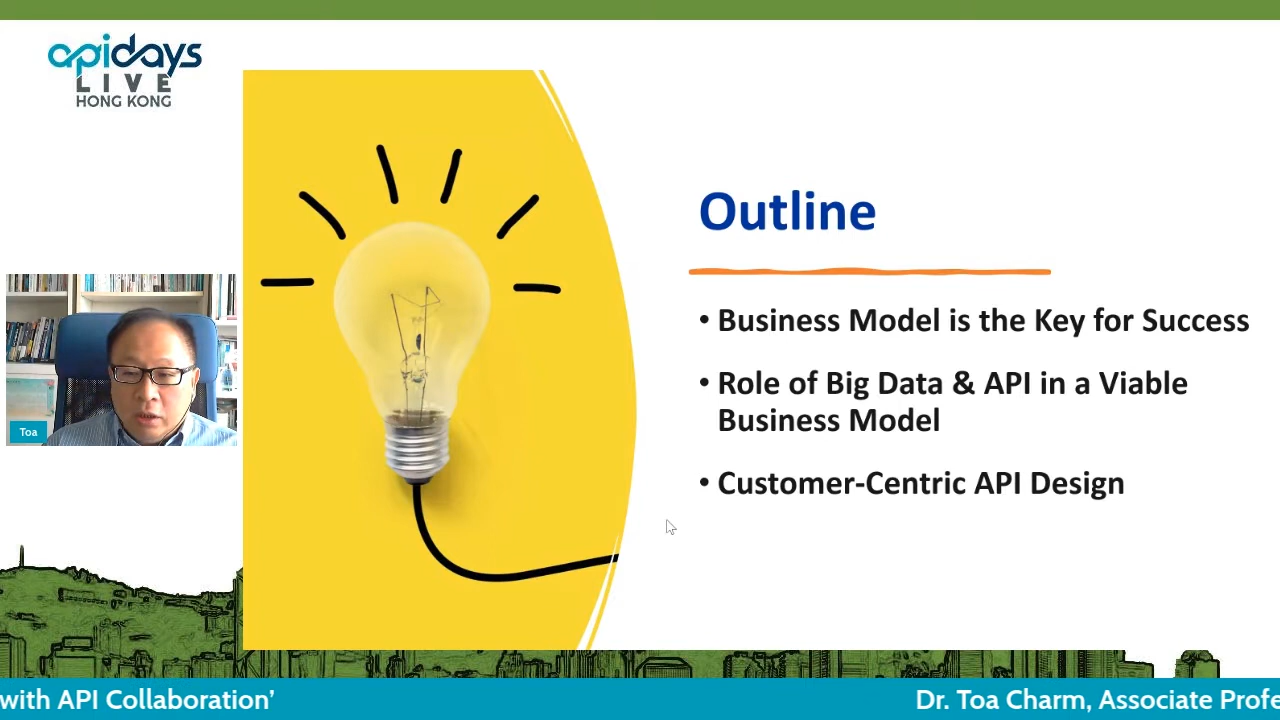 apidays
LIVE
HONG KONG
Outline
• Business Model is the Key for Success
• Role of Big Data & API in a Viable
Business Model
• Customer-Centric API Design
Toa
with API Collaboration’
Dr. Toa Charm, Associate Profe